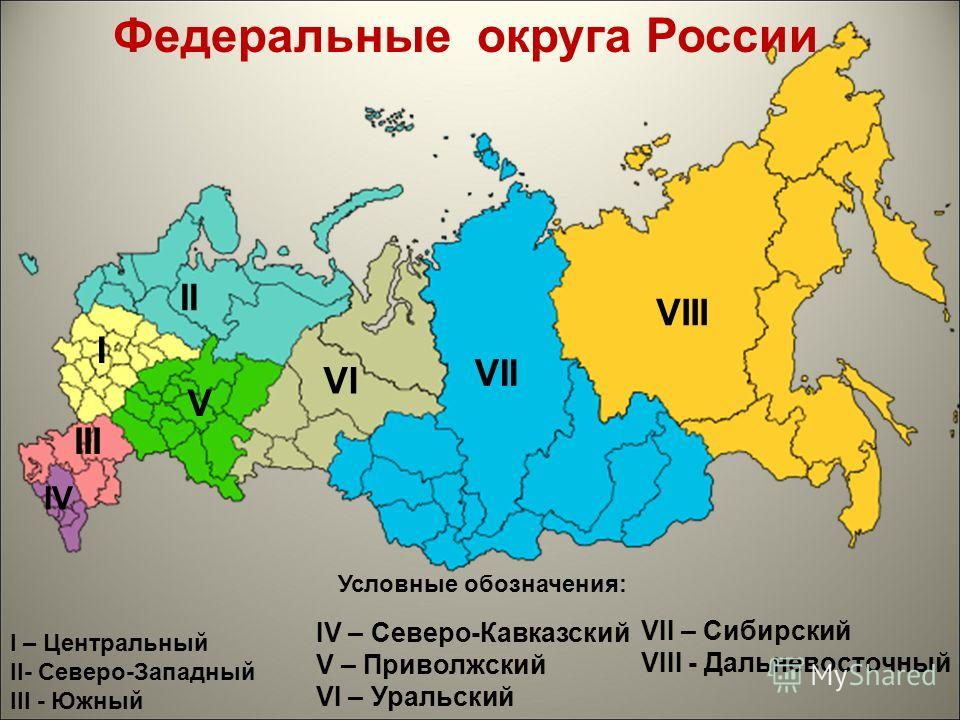 Федеральные округа России
II
VIII
I
VI
VII
V
III
IV
Условные обозначения:
I – Центральный
II- Северо-Западный
III - Южный
IV – Северо-Кавказский
V – Приволжский
VI – Уральский
VII – Сибирский
VIII - Дальневосточный
MyShared